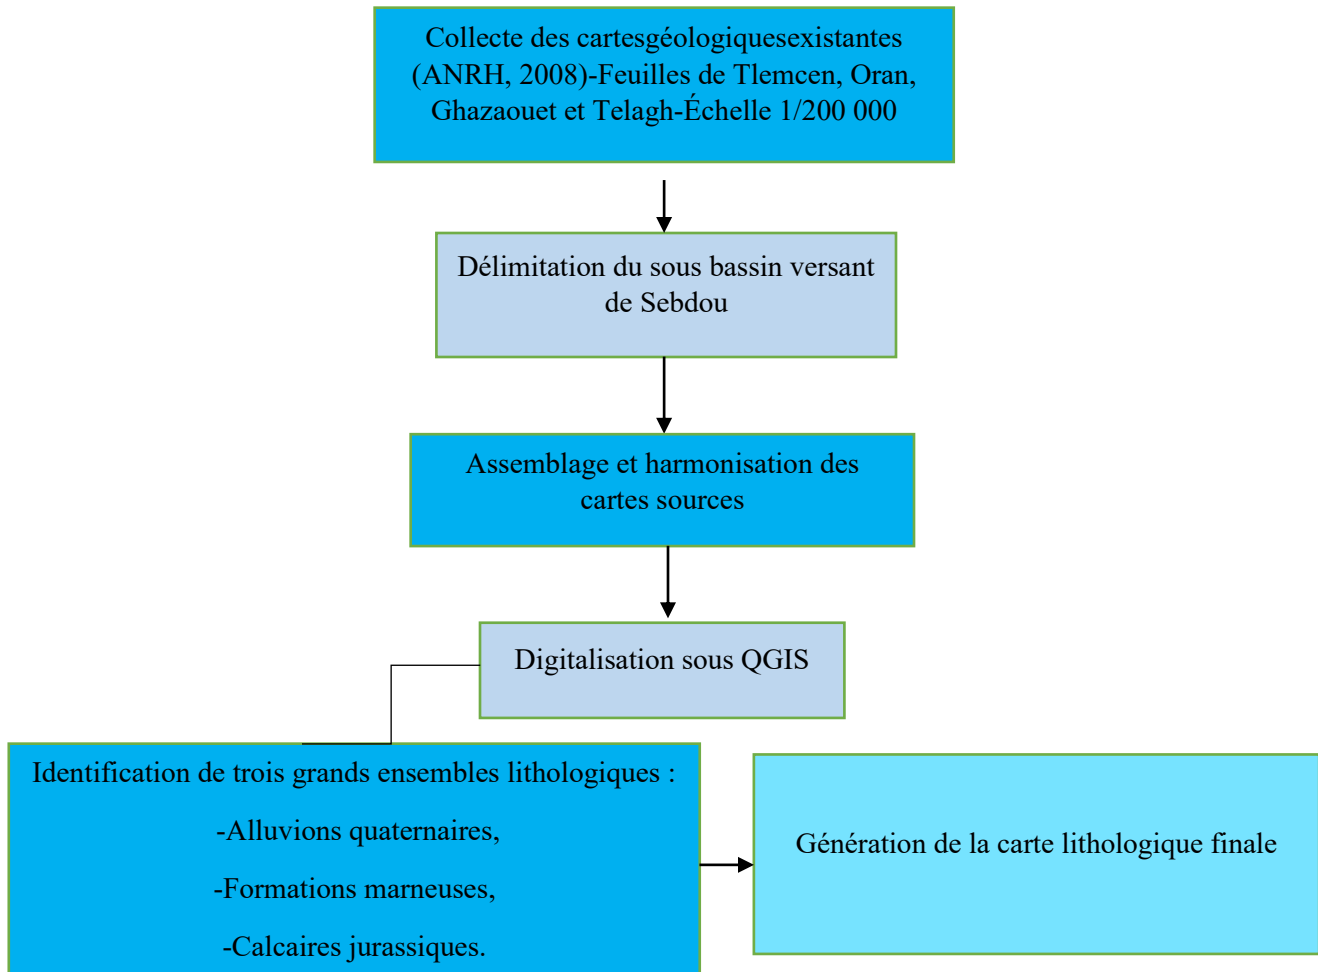 Collecte des cartesgéologiquesexistantes
(ANRH, 2008)-Feuilles de Tlemcen, Oran,
Ghazaouet et Telagh-Échelle 1/200 000
Délimitation du sous bassin versant
de Sebdou
Assemblage et harmonisation des
cartes sources
Digitalisation sous QGIS
Identification de trois grands ensembles lithologiques :
-Alluvions quaternaires,
-Formations marneuses,
-Calcaires jurassiques.
Génération de la carte lithologique finale